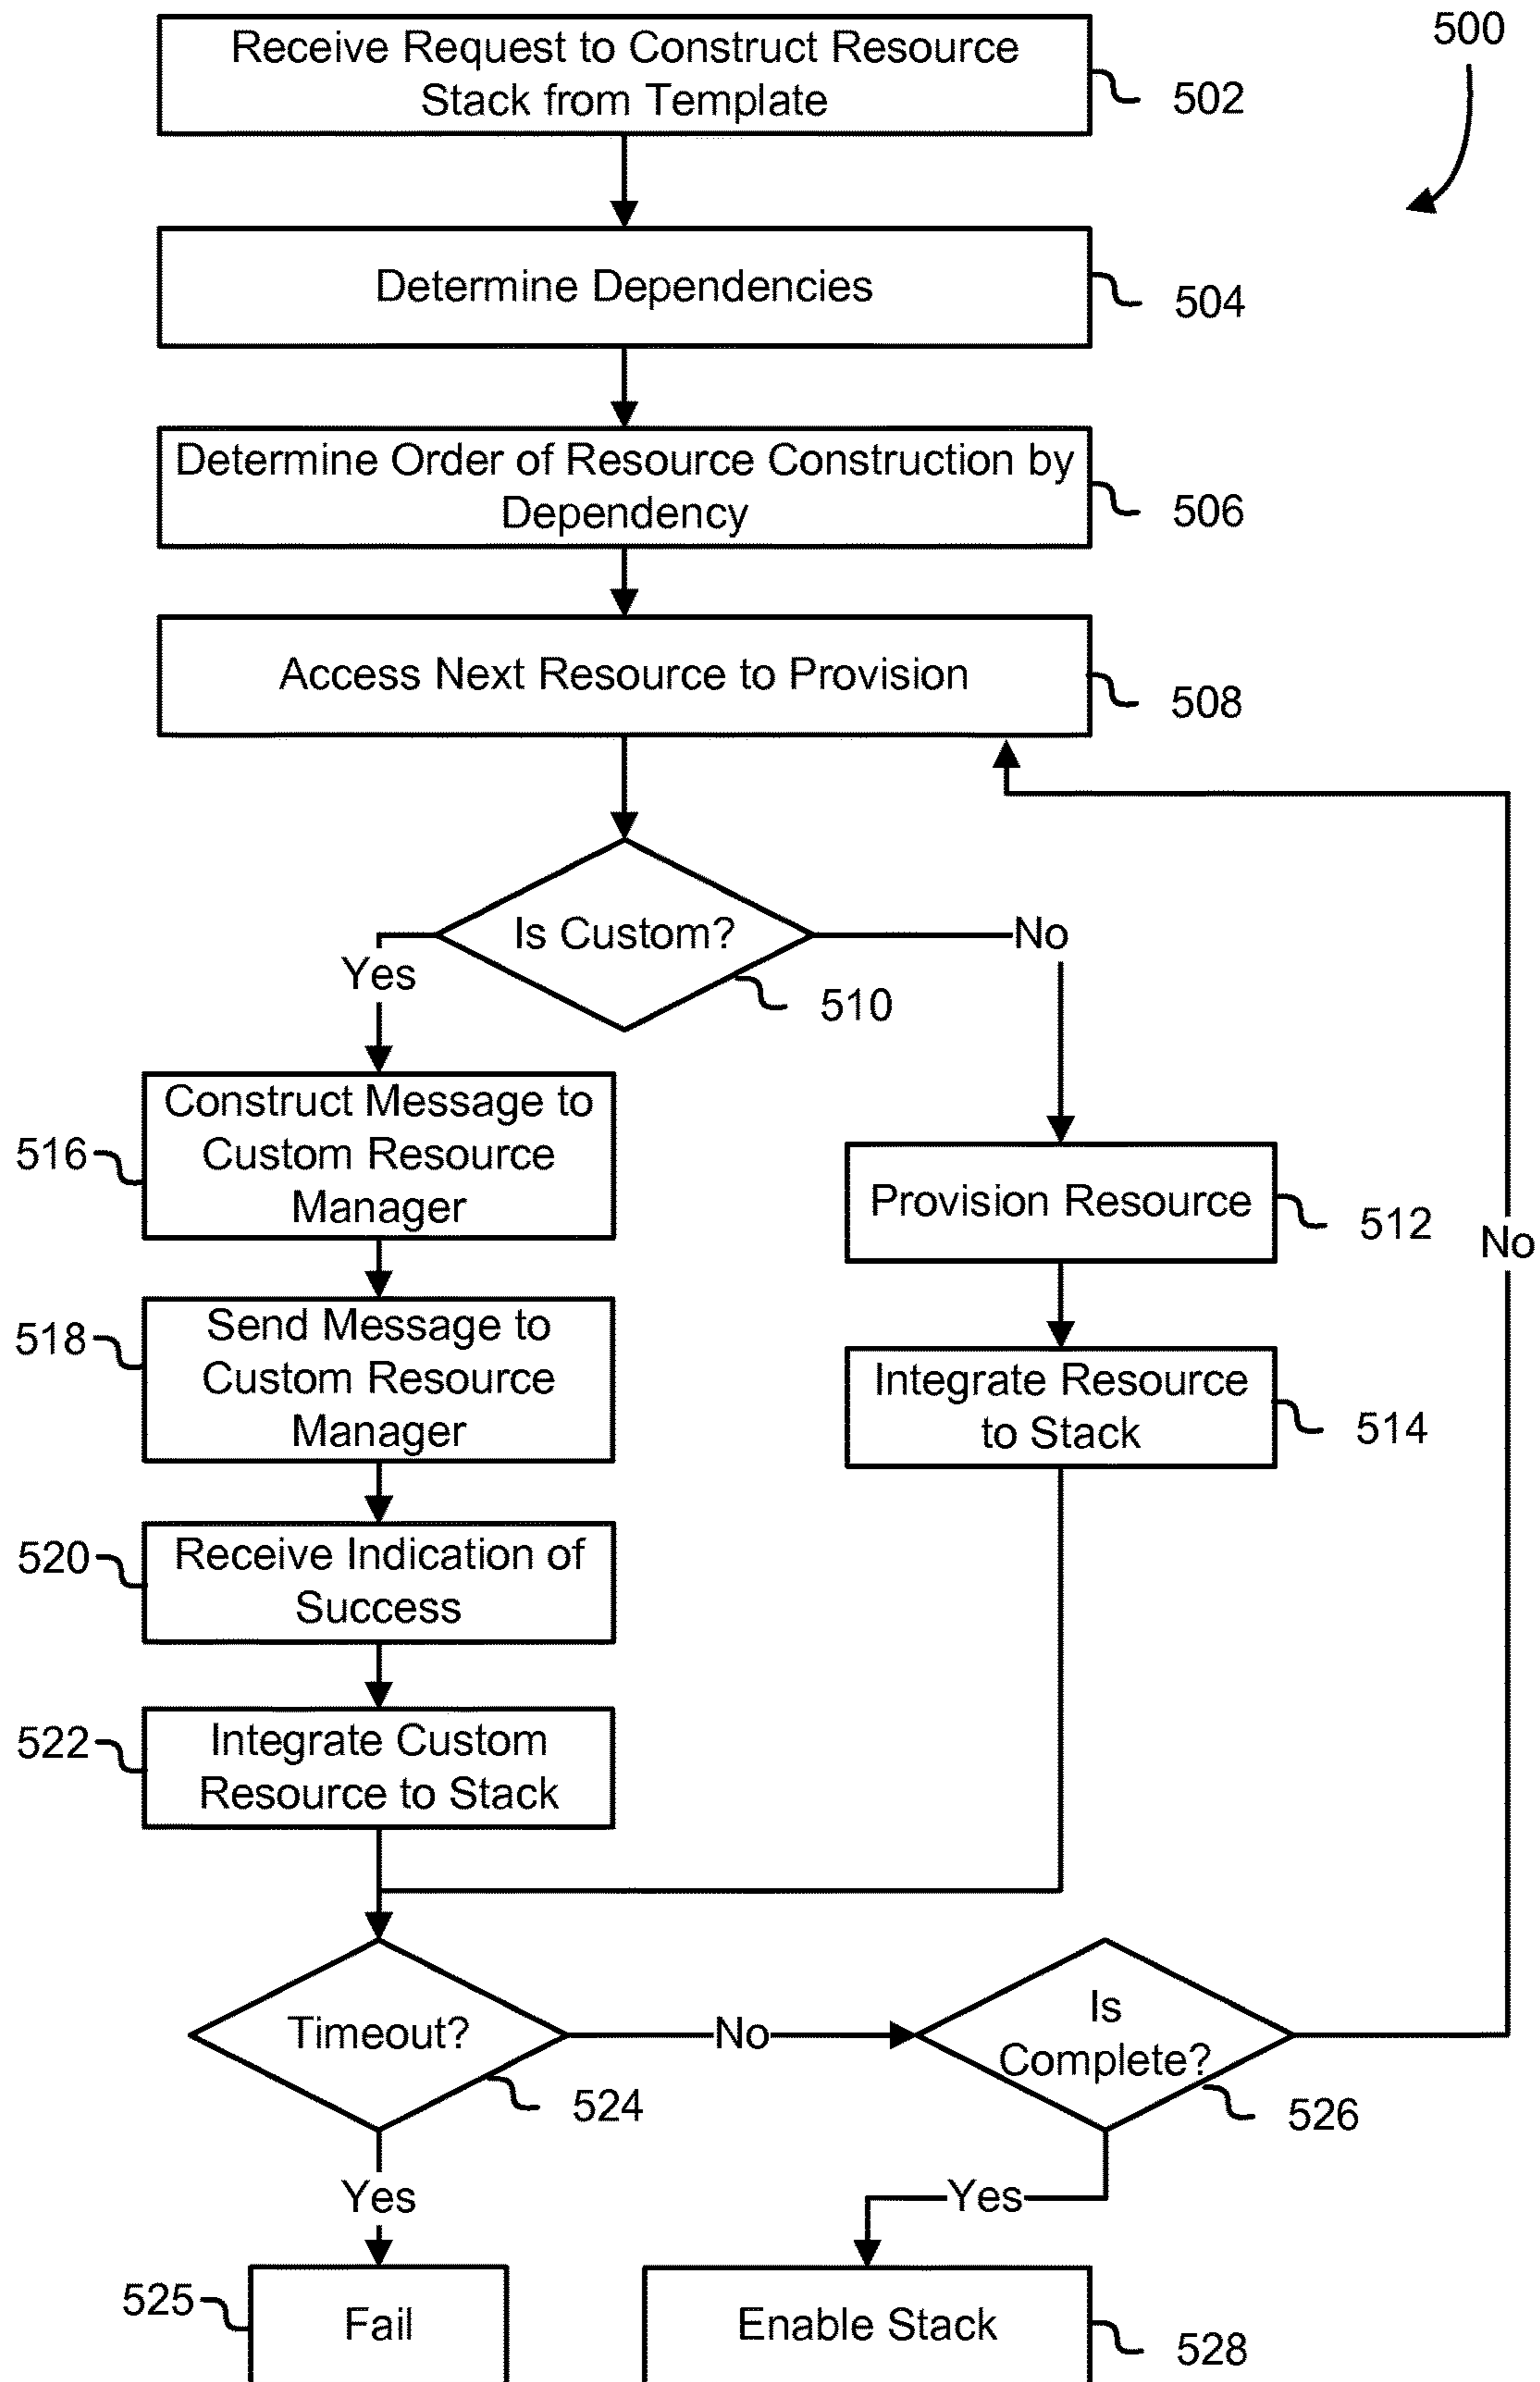 500
Receive Request to Construct Resource
Stack from Template
502
Determine Dependencies
504
Determine Order of Resource Construction by
Dependency
506
Access Next Resource to Provision
508
Is Custom?
510
Yes
No
Construct Message to
Custom Resource
Manager
516
Provision Resource
512
No
Send Message to
Custom Resource
Manager
518
Integrate Resource
to Stack
514
Receive Indication of
Success
520
Integrate Custom
Resource to Stack
522
Timeout?
524
No
Is
Complete?
526
Yes
Yes
Fail
525
Enable Stack
528